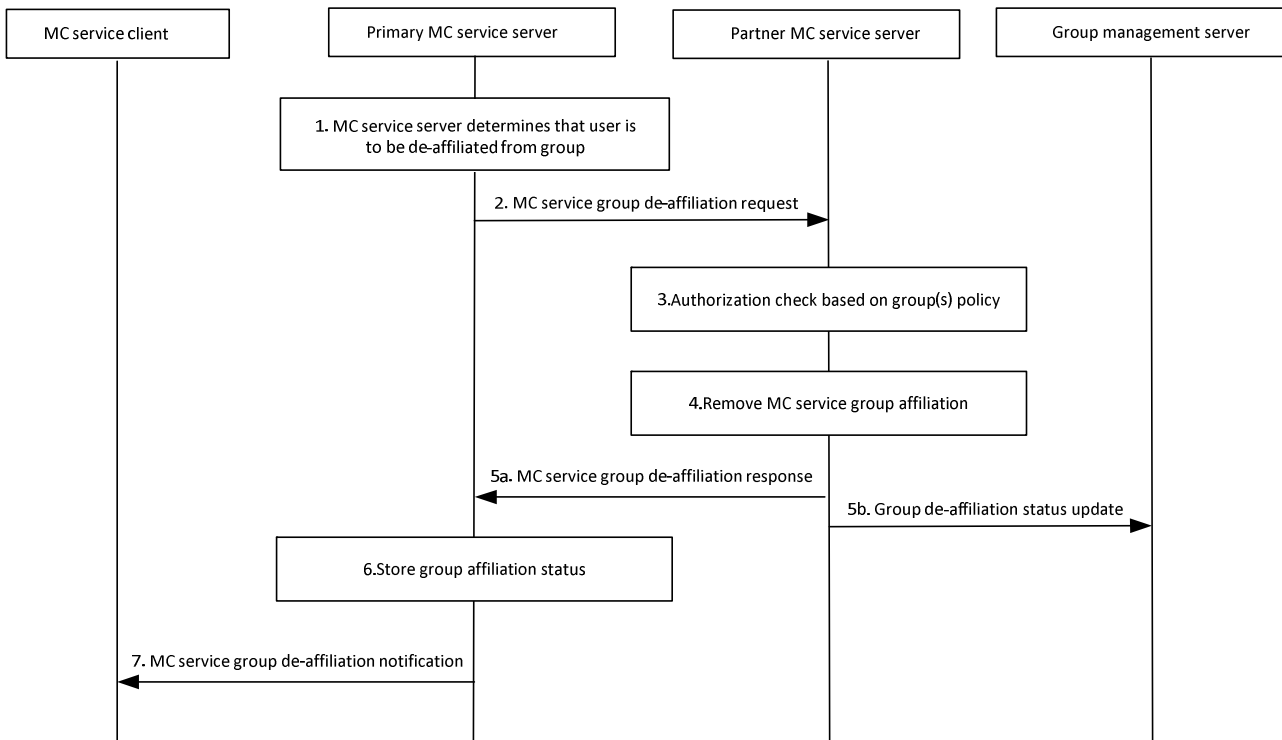 MC service client
Primary MC service server
Partner MC service server
Group management server
1. MC service server determines that user is
to be de-affiliated from group
2. MC service group de-affiliation request
3.Authorization check based on group(s) policy
4.Remove MC service group affiliation
5a. MC service group de-affiliation response
5b. Group de-affiliation status update
6.Store group affiliation status
7. MC service group de-affiliation notification